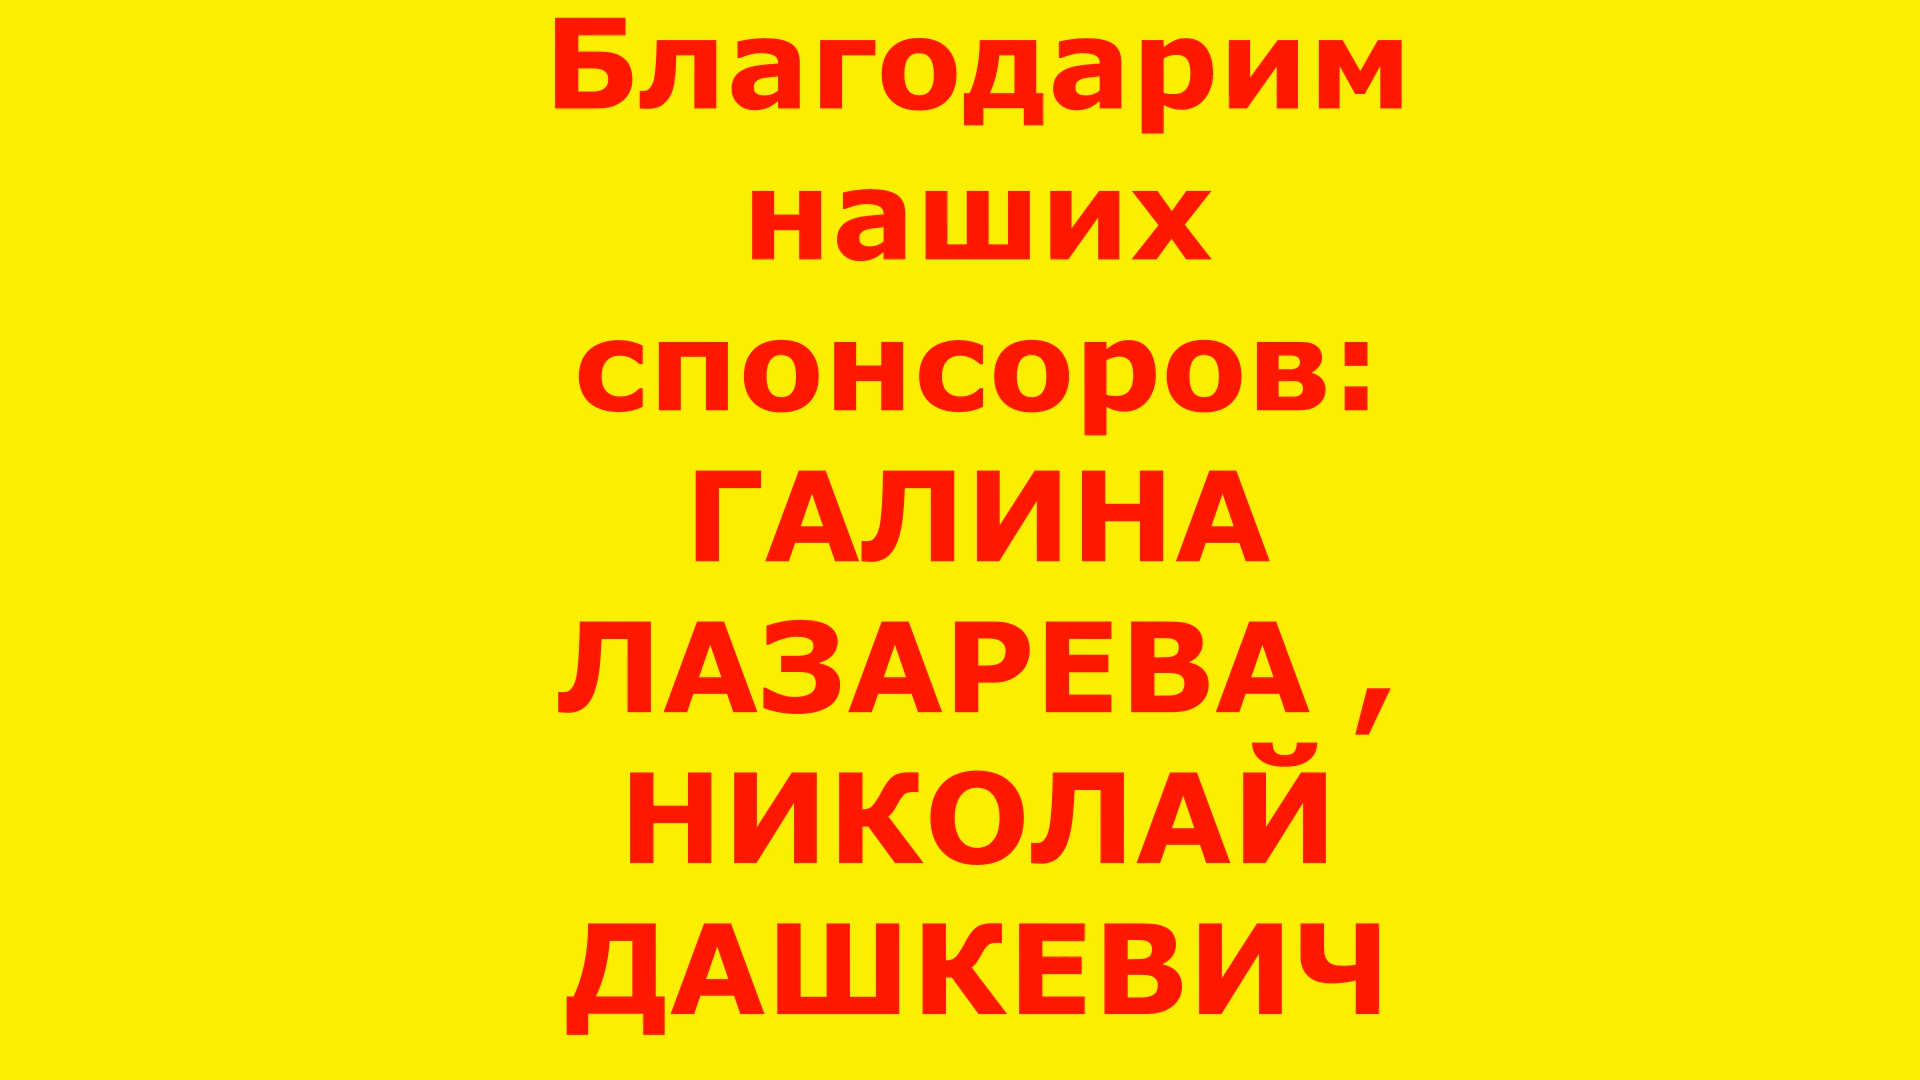 Благодарим
наших
спонсоров:
ГАЛИНА
ЛАЗАРЕВА ,
НИКОЛАЙ
ДАШКЕВИЧ